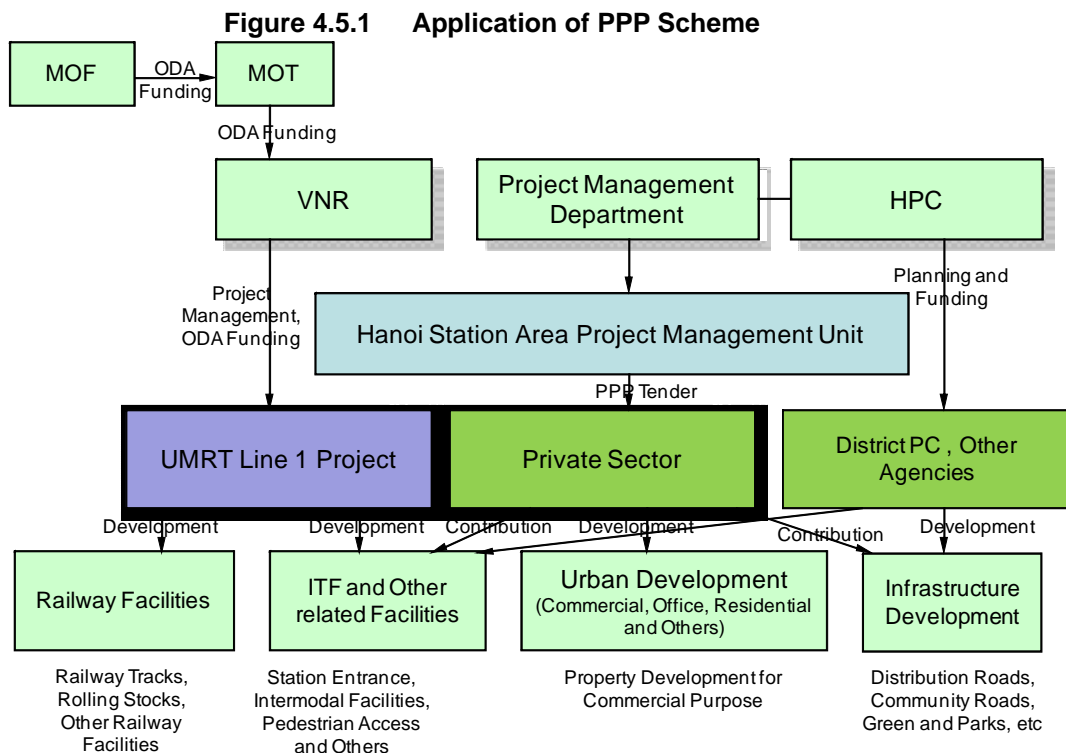 Figure 4.5.1 Application of PPP Scheme
MOF
ODA
Funding
MOT
ODA Funding
VNR
Project Management
Department
HPC
Project
Management,
ODA Funding
Planning and
Funding
Hanoi Station Area Project Management Unit
PPP Tender
UMRT Line 1 Project
Private Sector
District PC , Other
Agencies
Development
Development
Contribution
Development
Contribution
Development
Railway Facilities
ITF and Other
related Facilities
Urban Development
(Commercial, Office, Residential
and Others)
Infrastructure
Development
Railway Tracks,
Rolling Stocks,
Other Railway
Facilities
Station Entrance,
Intermodal Facilities,
Pedestrian Access
and Others
Property Development for
Commercial Purpose
Distribution Roads,
Community Roads,
Green and Parks, etc